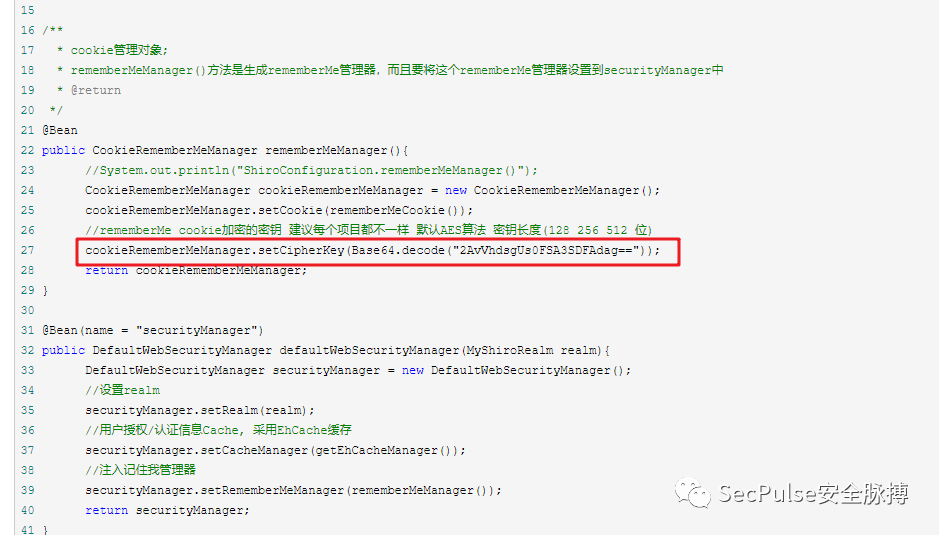 15
16 /**
17 * cookie管理对象;
18 * rememberMeManager()方法是生成rememberMe管理器，而且要将这个rememberMe管理器设置到securityManager中
19 * @return
20 */
21 @Bean
22 public CookieRememberMeManager rememberMeManager(){
23 //System.out.println("ShiroConfiguration.rememberMeManager()");
24 CookieRememberMeManager cookieRememberMeManager = new CookieRememberMeManager();
25 cookieRememberMeManager.setCookie(rememberMeCookie());
26 //rememberMe cookie加密的密钥 建议每个项目都不一样 默认AES算法 密钥长度(128 256 512 位)
27 cookieRememberMeManager.setCipherKey(Base64.decode("2AvVhdsgUs0FSA3SDFAdag=="));
28 return cookieRememberMeManager;
29 }
30
31 @Bean(name = "securityManager")
32 public DefaultWebSecurityManager defaultWebSecurityManager(MyShiroRealm realm){
33 DefaultWebSecurityManager securityManager = new DefaultWebSecurityManager();
34 //设置realm
35 securityManager.setRealm(realm);
36 //用户授权/认证信息Cache, 采用EhCache缓存
37 securityManager.setCacheManager(getEhCacheManager());
38 //注入记住我管理器
39 securityManager.setRememberMeManager(rememberMeManager());
40 return securityManager;
41 }
SecPulse安全脉搏